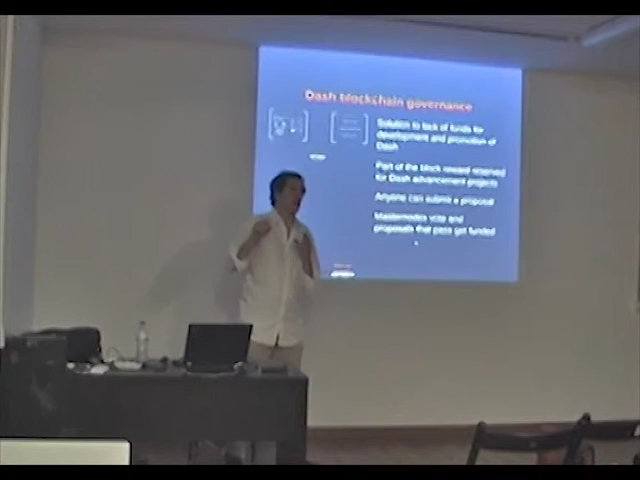 Dash blockchain governance
Solution to lack of funds for
development and promotion of
Dash
Part of the block reward reserved
for Dash advancement projects
Anyone can submit a proposal
Masternodes vote and
proposals that pass get funded